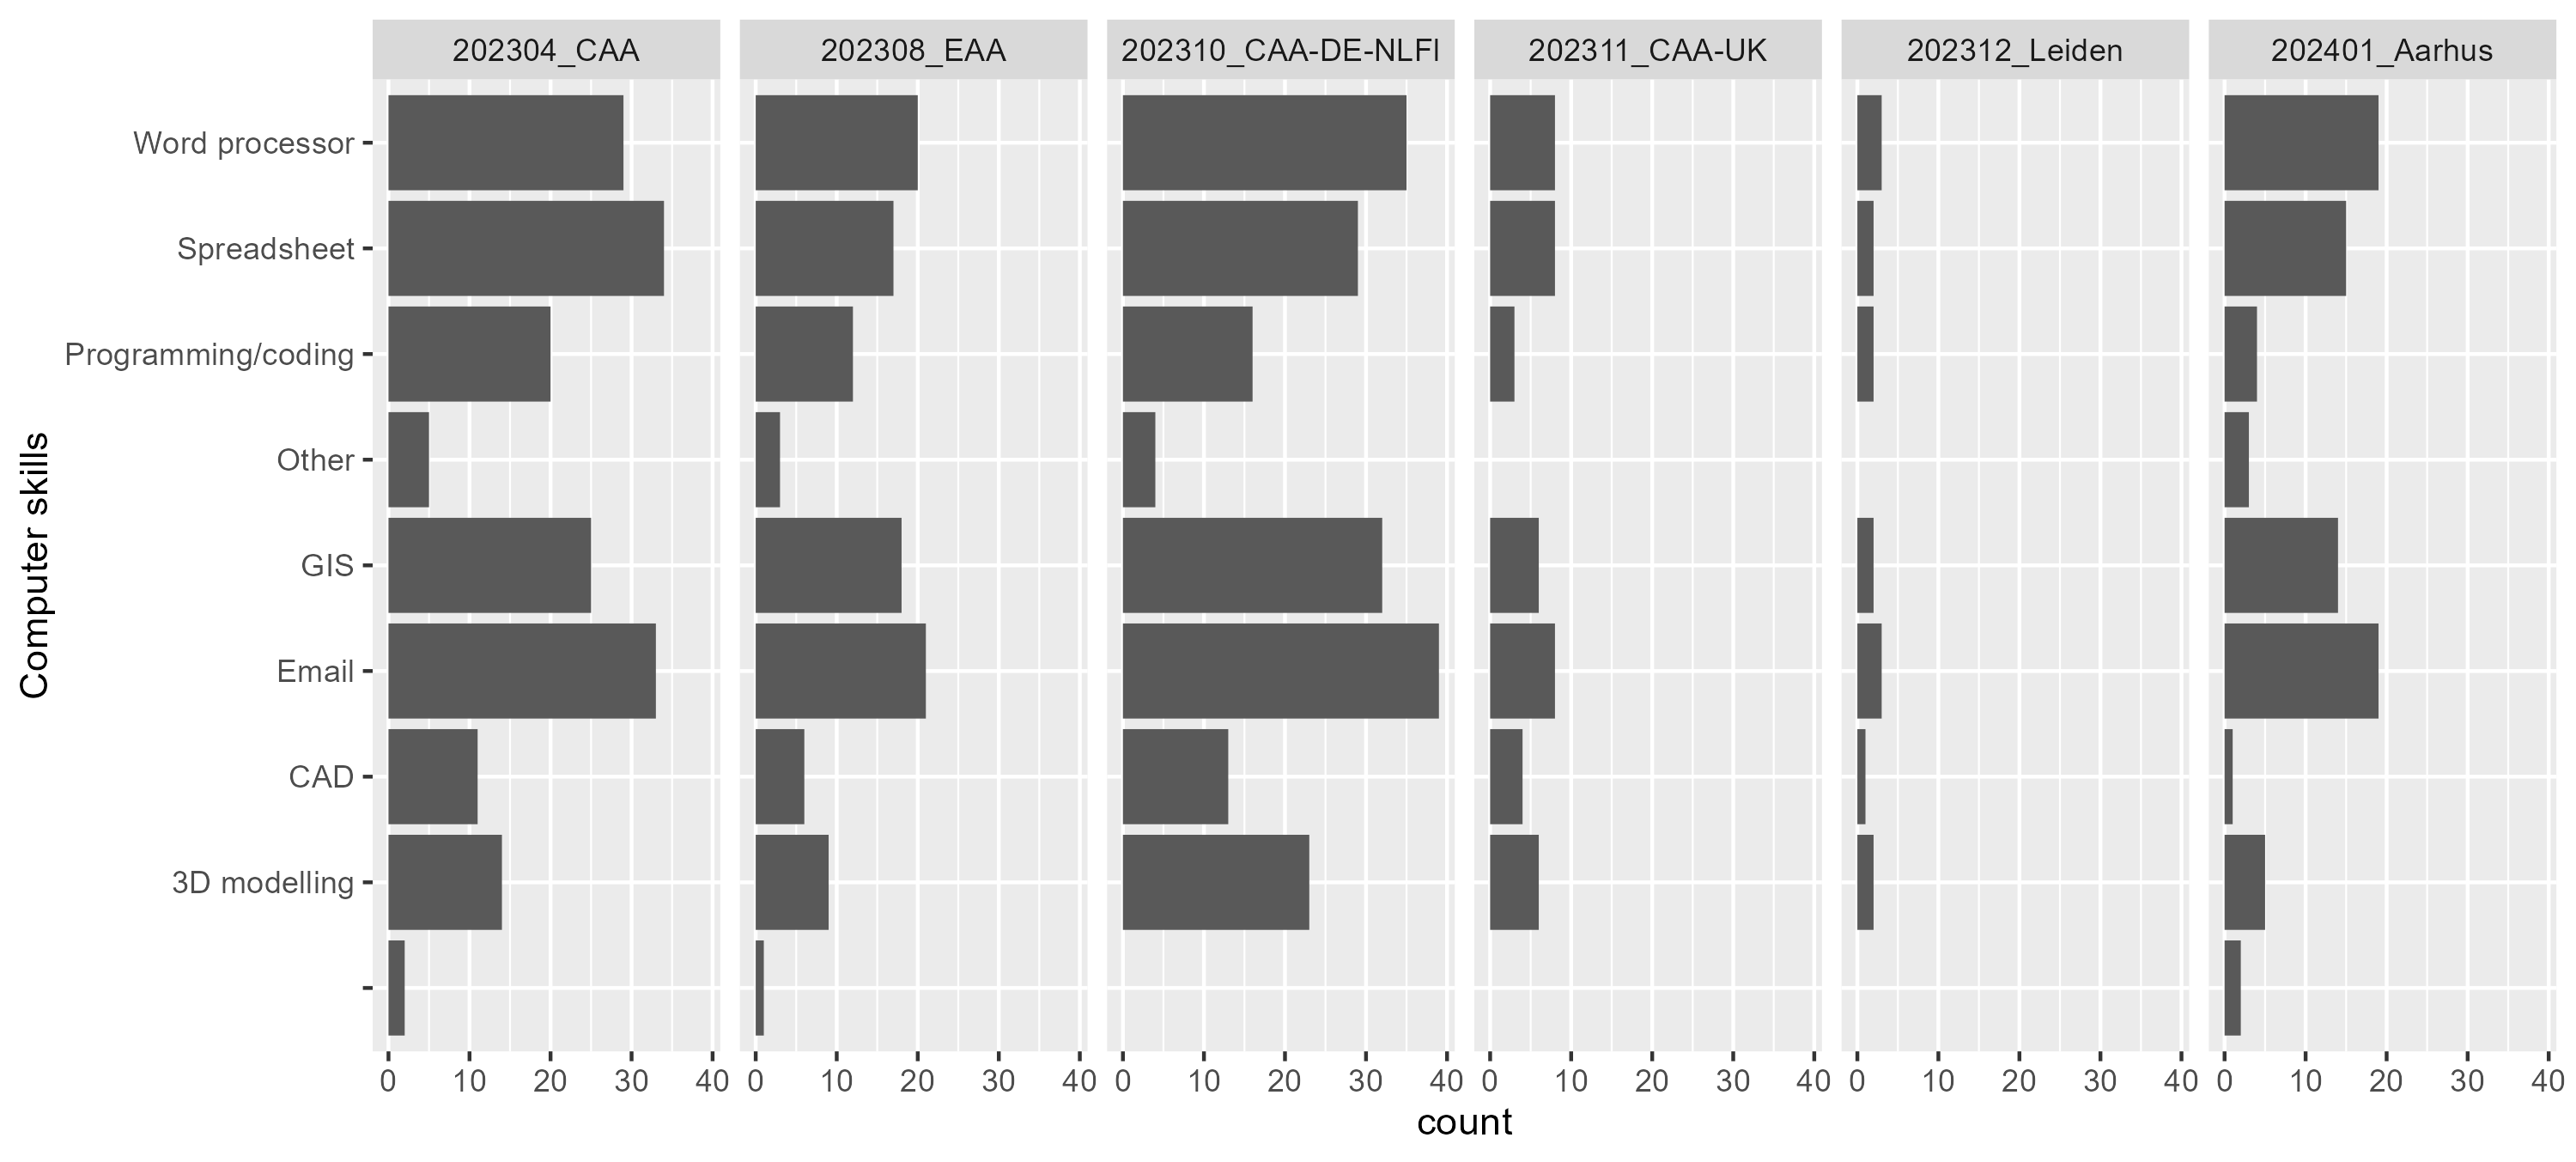 202304_CAA 202308_EAA 202310_CAA-DE-NLFI 202311_CAA-UK 202312_Leiden 202401_Aarhus
Word processor
Spreadsheet
Programming/coding
Other
GIS
Email
CAD
3D modelling
Computer skills
0 10 20 30 40 0 10 20 30 40 0 10 20 30 40 0 10 20 30 40 0 10 20 30 40 0 10 20 30 40
count